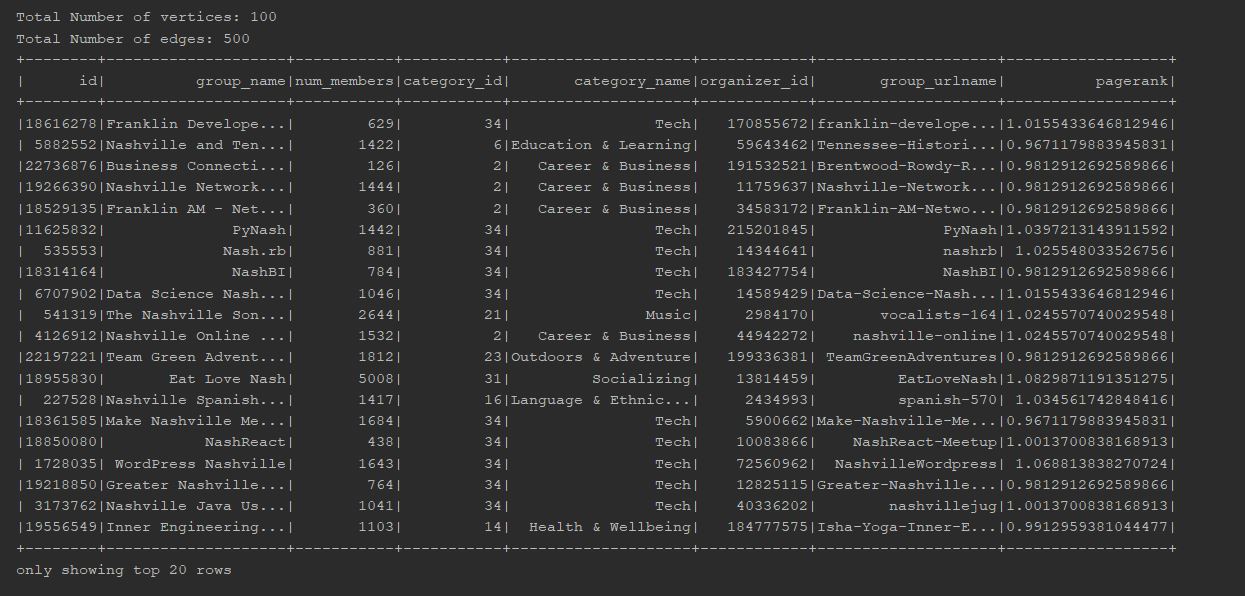 Total Number of vertices: 100
Total Number of edges: 500
+--------+--------------------+-----------+-----------+--------------------+------------+--------------------+------------------+
|      id|          group_name|num_members|category_id|       category_name|organizer_id|       group_urlname|          pagerank|
+--------+--------------------+-----------+-----------+--------------------+------------+--------------------+------------------+
|18616278|Franklin Develope...|        629|         34|                Tech|   170855672|franklin-develope...|1.0155433646812946|
| 5882552|Nashville and Ten...|       1422|          6|Education & Learning|    59643462|Tennessee-Histori...|0.9671179883945831|
|22736876|Business Connecti...|        126|          2|   Career & Business|   191532521|Brentwood-Rowdy-R...|0.9812912692589866|
|19266390|Nashville Network...|       1444|          2|   Career & Business|    11759637|Nashville-Network...|0.9812912692589866|
|18529135|Franklin AM - Net...|        360|          2|   Career & Business|    34583172|Franklin-AM-Netwo...|0.9812912692589866|
|11625832|              PyNash|       1442|         34|                Tech|   215201845|              PyNash|1.0397213143911592|
|  535553|             Nash.rb|        881|         34|                Tech|    14344641|              nashrb| 1.025548033526756|
|18314164|              NashBI|        784|         34|                Tech|   183427754|              NashBI|0.9812912692589866|
| 6707902|Data Science Nash...|       1046|         34|                Tech|    14589429|Data-Science-Nash...|1.0155433646812946|
|  541319|The Nashville Son...|       2644|         21|               Music|     2984170|       vocalists-164|1.0245570740029548|
| 4126912|Nashville Online ...|       1532|          2|   Career & Business|    44942272|    nashville-online|1.0245570740029548|
|22197221|Team Green Advent...|       1812|         23|Outdoors & Adventure|   199336381| TeamGreenAdventures|0.9812912692589866|
|18955830|       Eat Love Nash|       5008|         31|         Socializing|    13814459|         EatLoveNash|1.0829871191351275|
|  227528|Nashville Spanish...|       1417|         16|Language & Ethnic...|     2434993|         spanish-570| 1.034561742848416|
|18361585|Make Nashville Me...|       1684|         34|                Tech|     5900662|Make-Nashville-Me...|0.9671179883945831|
|18850080|           NashReact|        438|         34|                Tech|    10083866|    NashReact-Meetup|1.0013700838168913|
| 1728035| WordPress Nashville|       1643|         34|                Tech|    72560962|  NashvilleWordpress| 1.068813838270724|
|19218850|Greater Nashville...|        764|         34|                Tech|    12825115|Greater-Nashville...|0.9812912692589866|
| 3173762|Nashville Java Us...|       1041|         34|                Tech|    40336202|        nashvillejug|1.0013700838168913|
|19556549|Inner Engineering...|       1103|         14|  Health & Wellbeing|   184777575|Isha-Yoga-Inner-E...|0.9912959381044477|
+--------+--------------------+-----------+-----------+--------------------+------------+--------------------+------------------+
only showing top 20 rows